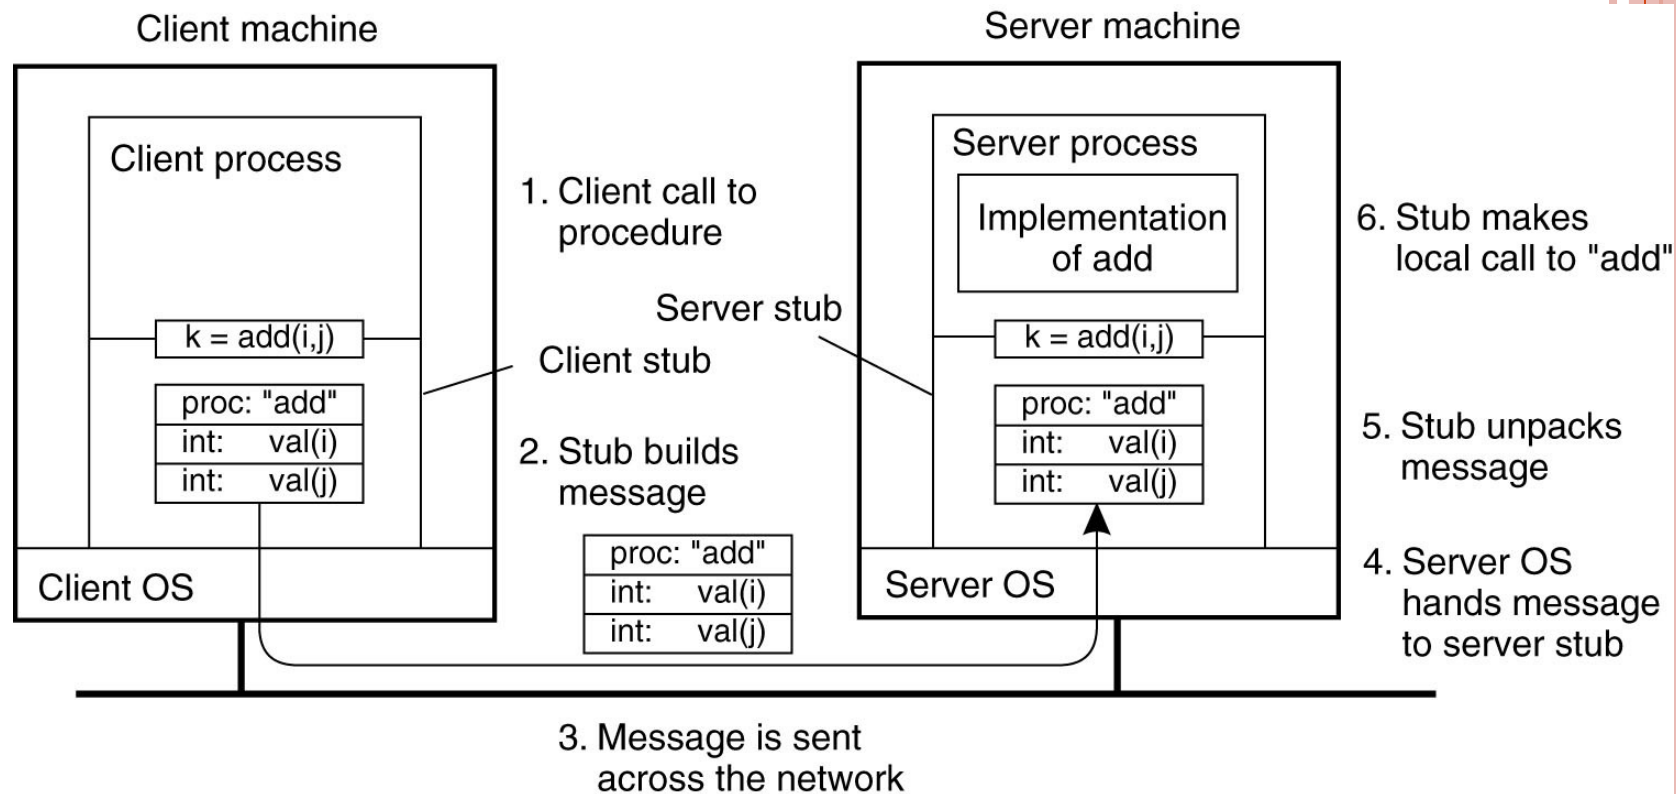 Client machine
Server machine
Client process
1. Client call to
procedure
k = add(i,j)
Client stub
proc: "add"
int: val(i)
int: val(j)
2. Stub builds
message
proc: "add"
int: val(i)
int: val(j)
Client OS
3. Message is sent
across the network
Server process
Implementation
of add
Server stub
k = add(i,j)
proc: "add"
int: val(i)
int: val(j)
Server OS
6. Stub makes
local call to "add"
5. Stub unpacks
message
4. Server OS
hands message
to server stub